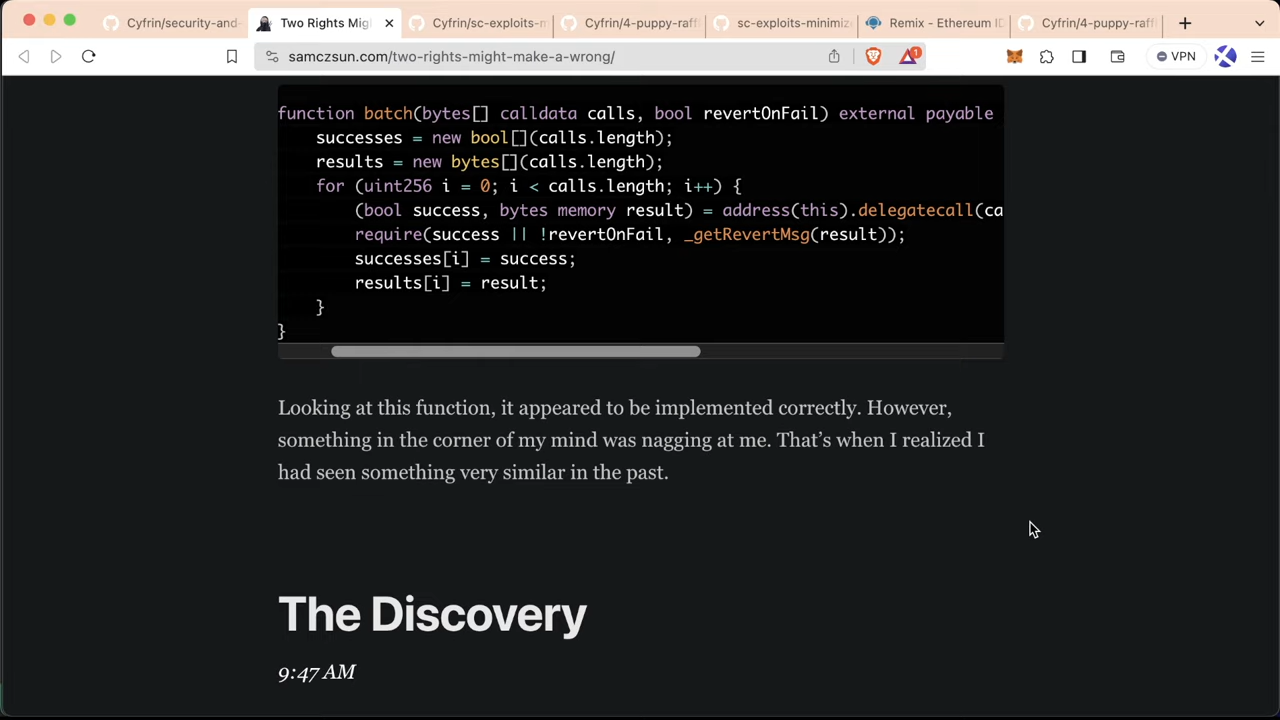 Cyfrin/security-and-
Two Rights Mig
Cyfrin/sc-exploits-m
Cyfrin/4-puppy-raff
sc-exploits-minimiz
Remix - Ethereum ID
Cyfrin/4-puppy-raff
samczsun.com/two-rights-might-make-a-wrong/
1
VPN
function batch(bytes[] calldata calls, bool revertOnFail) external payable
successes = new bool[](calls.length);
results = new bytes[](calls.length);
for (uint256 i = 0; i < calls.length; i++) {
(bool success, bytes memory result) = address(this).delegatecall(ca
require(success || !revertOnFail, _getRevertMsg(result));
successes[i] = success;
results[i] = result;
}
}
Looking at this function, it appeared to be implemented correctly. However,
something in the corner of my mind was nagging at me. That’s when I realized I
had seen something very similar in the past.
The Discovery
9:47 AM